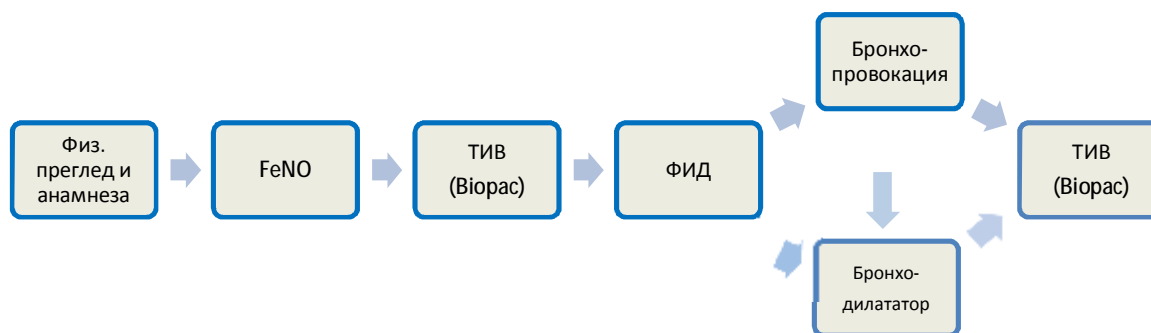 Физ.
преглед и
анамнеза
FeNO
ТИВ
(Biopac)
ФИД
Бронхо-
провокация
Бронхо-
дилататор
ТИВ
(Biopac)